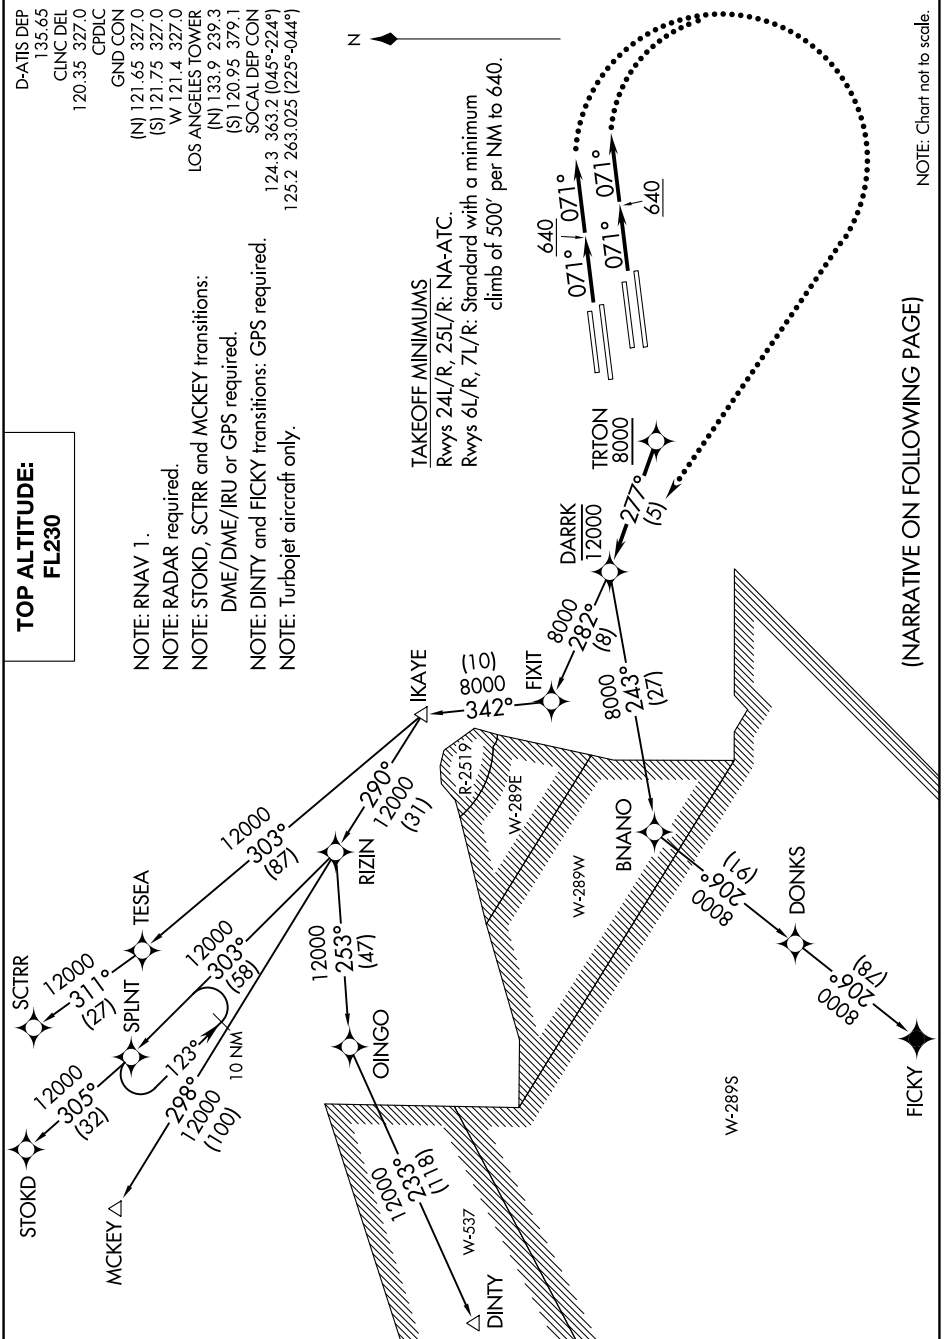 TOP ALTITUDE:
FL230
D-ATIS DEP
135.65
CLNC DEL
120.35 327.0
CPDLC
GND CON
(N) 121.65 327.0
(S) 121.75 327.0
W 121.4 327.0
LOS ANGELES TOWER
(N) 133.9 239.3
(S) 120.95 379.1
SOCAL DEP CON
124.3 363.2 (045°-224°)
125.2 263.025 (225°-044°)
NOTE: RNAV 1.
NOTE: RADAR required.
NOTE: STOKD, SCTRR and MCKEY transitions:
DME/DME/IRU or GPS required.
NOTE: DINTY and FICKY transitions: GPS required.
NOTE: Turbojet aircraft only.
N
TAKEOFF MINIMUMS
Rwys 24L/R, 25L/R: NA-ATC.
Rwys 6L/R, 7L/R: Standard with a minimum
climb of 500' per NM to 640.
640
071°
071°
071°
071°
640
TRTON
8000
277°
(5)
DARRK
12000
8000
282°
(8)
FIXIT
(10)
8000
342°
IKAYE
8000
243°
(27)
BNANO
8000
206°
(91)
DONKS
8000
206°
(78)
FICKY
12000
303°
(87)
TESEA
12000
311°
(27)
SCTRR
290°
12000
(31)
RIZIN
12000
303°
(58)
SPLNT
123°
10 NM
12000
305°
(32)
STOKD
298°
12000
(100)
MCKEY
12000
253°
(47)
OINGO
12000
233°
(118)
DINTY
R-2519
W-289E
W-289W
W-289S
W-537
(NARRATIVE ON FOLLOWING PAGE)
NOTE: Chart not to scale.